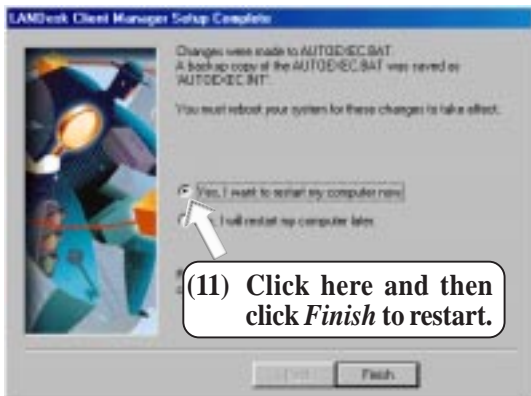 LANDesk Client Manager Setup Complete
Changes were made to AUTOEXEC.BAT.
A backup copy of the AUTOEXEC.BAT was saved as
'AUTOEXEC.INT'.
You must reboot your system for these changes to take effect.
Yes, I want to restart my computer now.
I will restart my computer later.
(11) Click here and then
click Finish to restart.
Finish